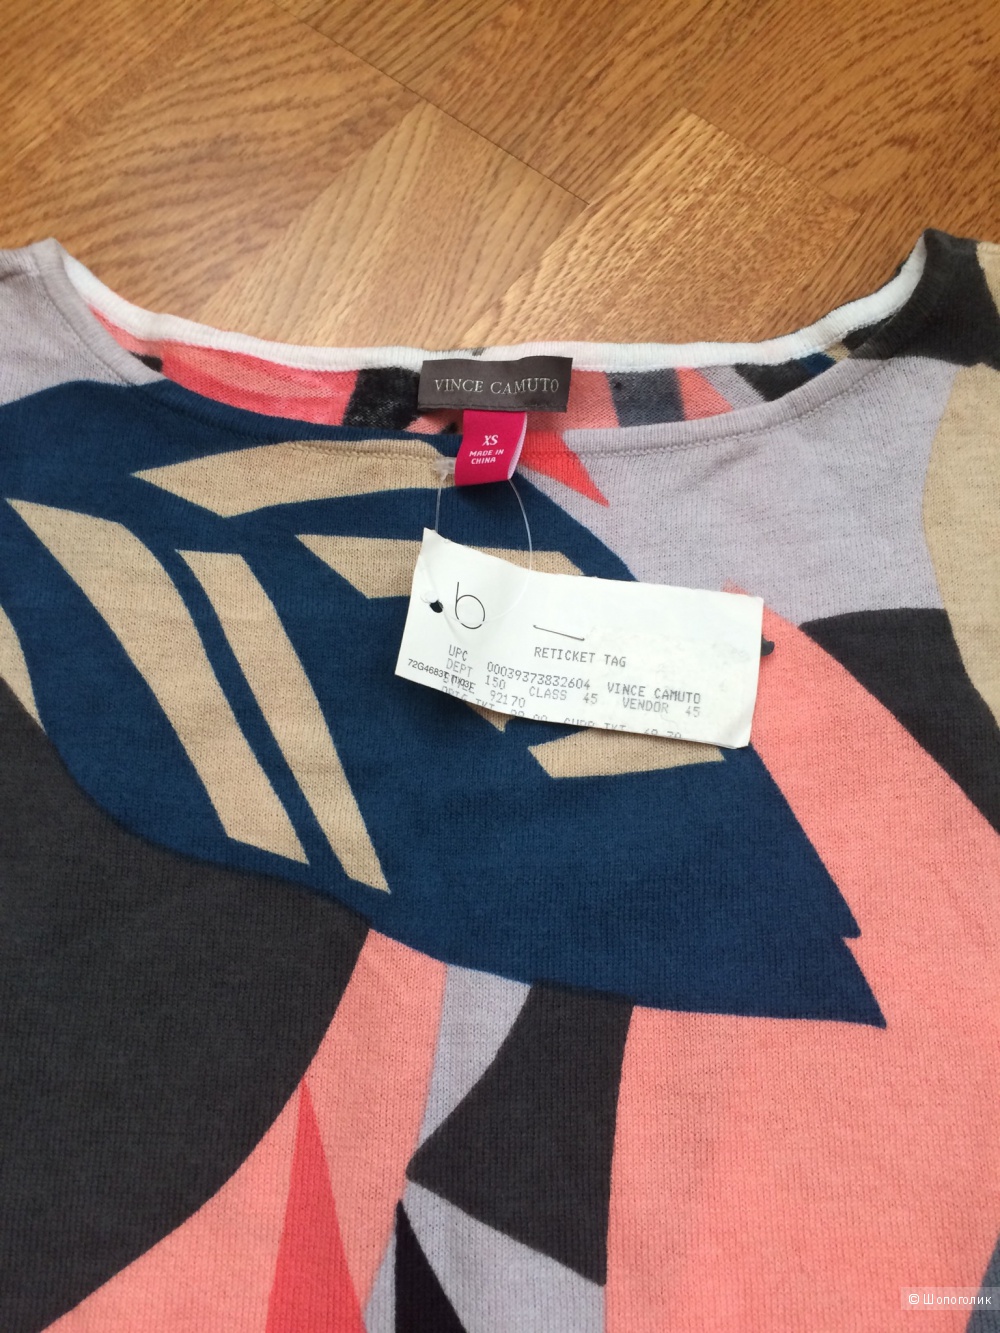 VINCE CAMUTO
XS
MADE IN
CHINA
b
RETICKET TAG
UPC 00039373832604 VINCE CAMUTO
DEPT 150 CLASS 45 VENDOR 45
STYLE 92170
© Шопоголик